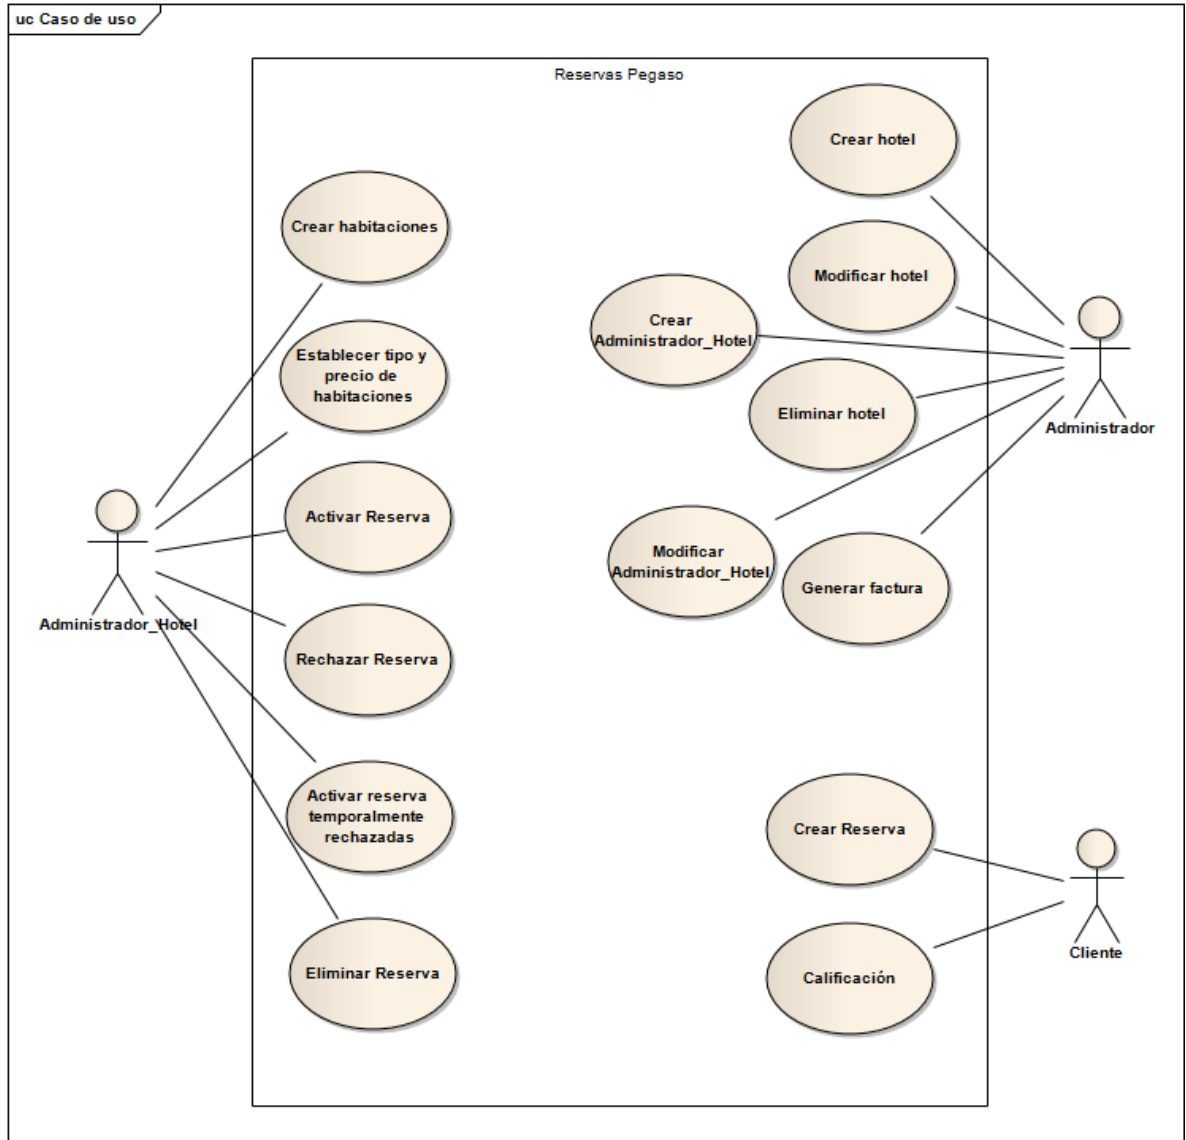 uc Caso de uso
Reservas Pegaso
Crear hotel
Crear habitaciones
Modificar hotel
Crear
Administrador_Hotel
Establecer tipo y
precio de
habitaciones
Eliminar hotel
Administrador
Activar Reserva
Modificar
Administrador_Hotel
Generar factura
Administrador_Hotel
Rechazar Reserva
Activar reserva
temporalmente
rechazadas
Crear Reserva
Cliente
Eliminar Reserva
Calificación